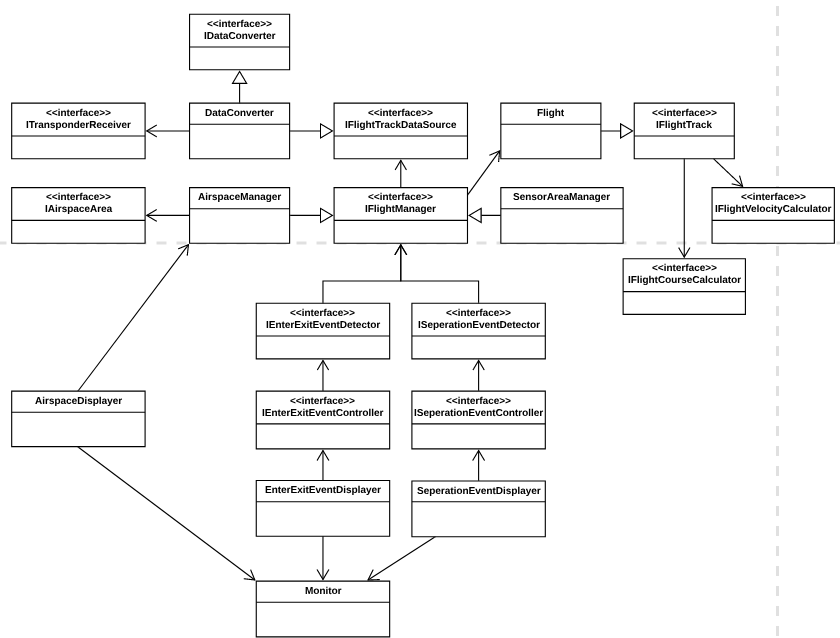 <<interface>>
IDataConverter
<<interface>>
ITransponderReceiver
DataConverter
<<interface>>
IFlightTrackDataSource
Flight
<<interface>>
IFlightTrack
<<interface>>
IAirspaceArea
AirspaceManager
<<interface>>
IFlightManager
SensorAreaManager
<<interface>>
IFlightVelocityCalculator
<<interface>>
IFlightCourseCalculator
<<interface>>
IEnterExitEventDetector
<<interface>>
ISeperationEventDetector
AirspaceDisplayer
<<interface>>
IEnterExitEventController
<<interface>>
ISeperationEventController
EnterExitEventDisplayer
SeperationEventDisplayer
Monitor